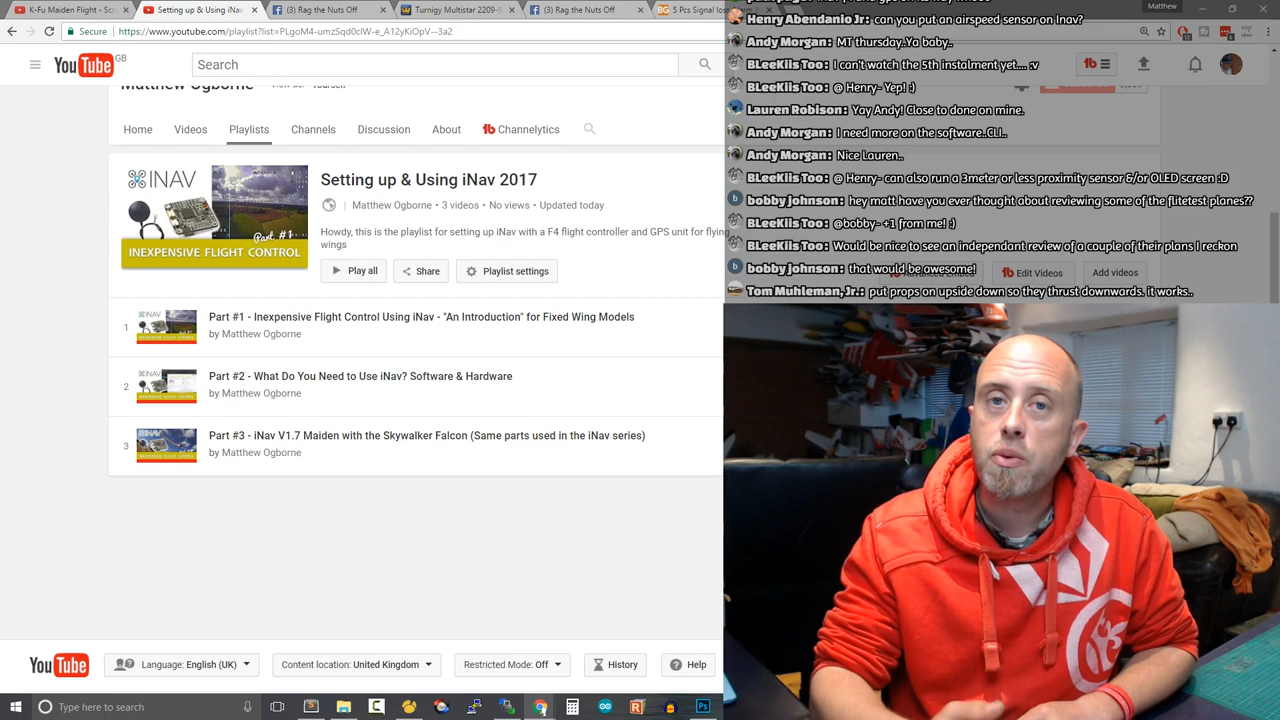 K-Fu Maiden Flight - Scra
Setting up & Using iNav
(3) Rag the Nuts Off
Turnigy Multistar 2209-9
(3) Rag the Nuts Off
5 Pcs Signal los
Matthew
Secure
https://www.youtube.com/playlist?list=PLgoM4-umzSqd0cIW-e_A12yKiOpV--3a2
YouTube GB
Search
Matthew Ogborne
Yourself
Home
Videos
Playlists
Channels
Discussion
About
Channelytics
INAV
Part #1
INEXPENSIVE FLIGHT CONTROL
Setting up & Using iNav 2017
Matthew Ogborne • 3 videos • No views • Updated today
Howdy, this is the playlist for setting up iNav with a F4 flight controller and GPS unit for flying
wings
Play all
Share
Playlist settings
Edit Videos
Add videos
1
Part #1 - Inexpensive Flight Control Using iNav - "An Introduction" for Fixed Wing Models
by Matthew Ogborne
2
Part #2 - What Do You Need to Use iNav? Software & Hardware
by Matthew Ogborne
3
Part #3 - iNav V1.7 Maiden with the Skywalker Falcon (Same parts used in the iNav series)
by Matthew Ogborne
Henry Abendanio Jr.: can you put an airspeed sensor on Inav?
Andy Morgan: MT thursday..Ya baby..
BLeeKiis Too: I can't watch the 5th instalment yet.... :v
BLeeKiis Too: @ Henry- Yep! :)
Lauren Robison: Yay Andy! Close to done on mine.
Andy Morgan: I need more on the software..CLI..
Andy Morgan: Nice Lauren..
BLeeKiis Too: @ Henry- can also run a 3meter or less proximity sensor &/or OLED screen :D
bobby johnson: hey matt have you ever thought about reviewing some of the flitetest planes??
BLeeKiis Too: @bobby- +1 from me! :)
BLeeKiis Too: Would be nice to see an independant review of a couple of their plans I reckon
bobby johnson: that would be awesome!
Tom Muhleman, Jr.: put props on upside down so they thrust downwards. it works..
YouTube
Language: English (UK)
Content location: United Kingdom
Restricted Mode: Off
History
Help
Type here to search